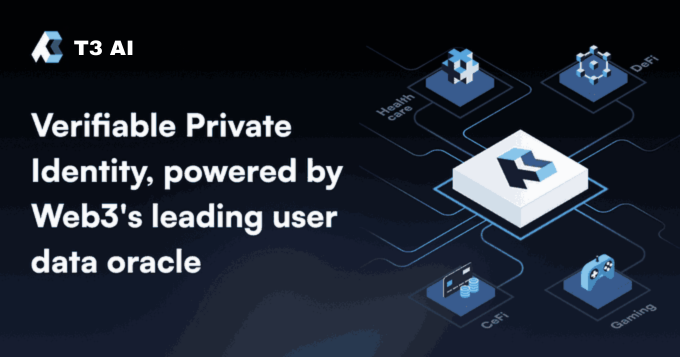 T3 AI
Verifiable Private
Identity, powered by
Web3's leading user
data oracle
Health
care
DeFi
CeFi
Gaming